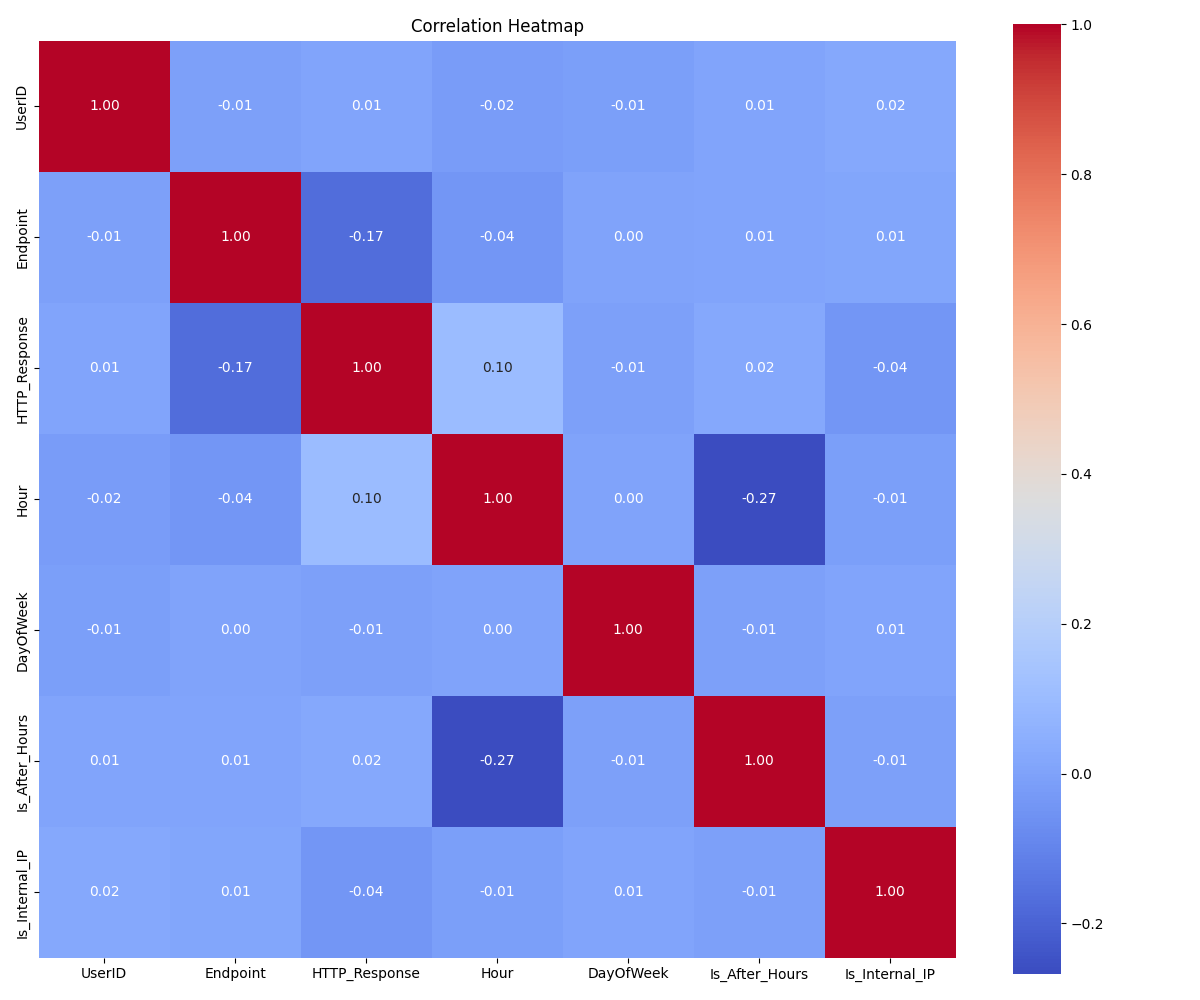 Correlation Heatmap
UserID 1.00 -0.01 0.01 -0.02 -0.01 0.01 0.02
Endpoint -0.01 1.00 -0.17 -0.04 0.00 0.01 0.01
HTTP_Response 0.01 -0.17 1.00 0.10 -0.01 0.02 -0.04
Hour -0.02 -0.04 0.10 1.00 0.00 -0.27 -0.01
DayOfWeek -0.01 0.00 -0.01 0.00 1.00 -0.01 0.01
Is_After_Hours 0.01 0.01 0.02 -0.27 -0.01 1.00 -0.01
Is_Internal_IP 0.02 0.01 -0.04 -0.01 0.01 -0.01 1.00
UserID Endpoint HTTP_Response Hour DayOfWeek Is_After_Hours Is_Internal_IP
1.0
0.8
0.6
0.4
0.2
0.0
−0.2